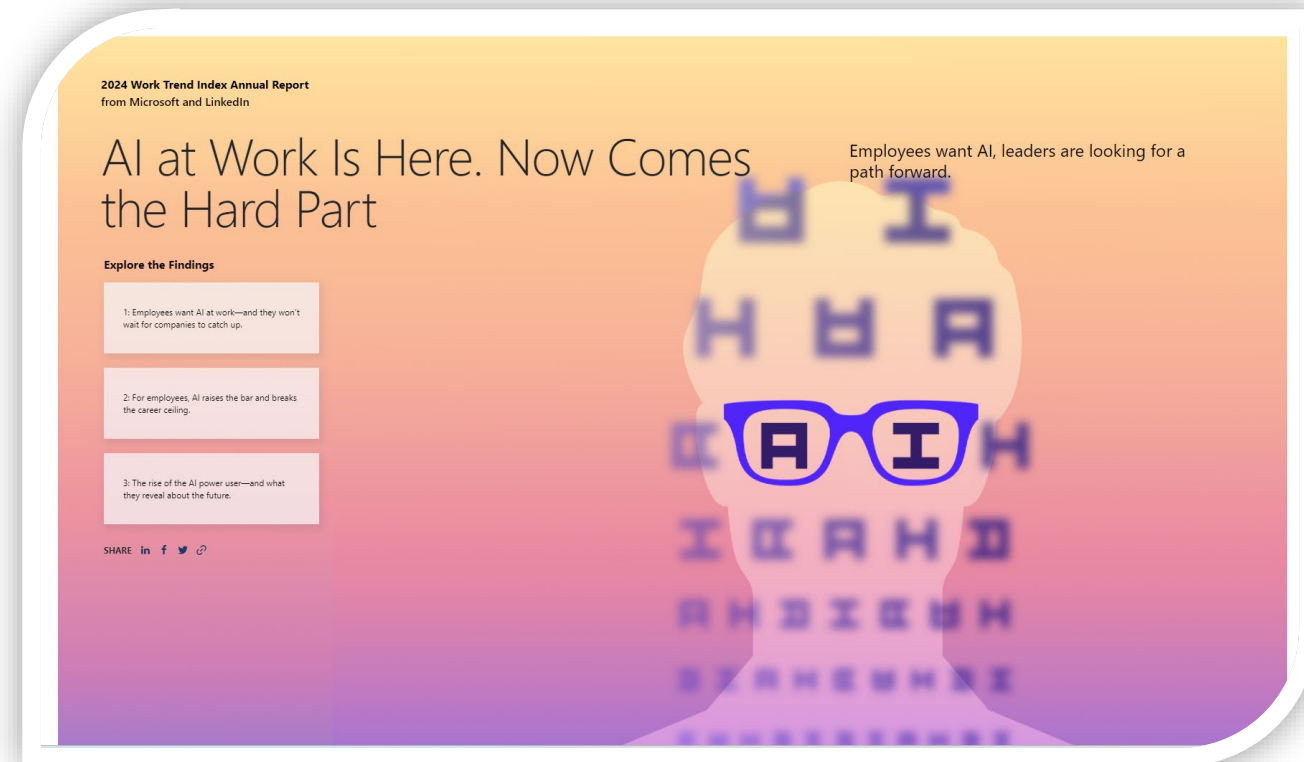 2024 Work Trend Index Annual Report
from Microsoft and LinkedIn
AI at Work Is Here. Now Comes
the Hard Part
Employees want AI, leaders are looking for a
path forward.
Explore the Findings
1: Employees want AI at work—and they won't
wait for companies to catch up.
2: For employees, AI raises the bar and breaks
the career ceiling.
3: The rise of the AI power user—and what
they reveal about the future.
SHARE
A I